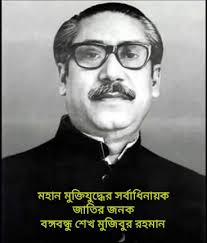 মহান মুক্তিযুদ্ধের সর্বাধিনায়ক
জাতির জনক
বঙ্গবন্ধু শেখ মুজিবুর রহমান